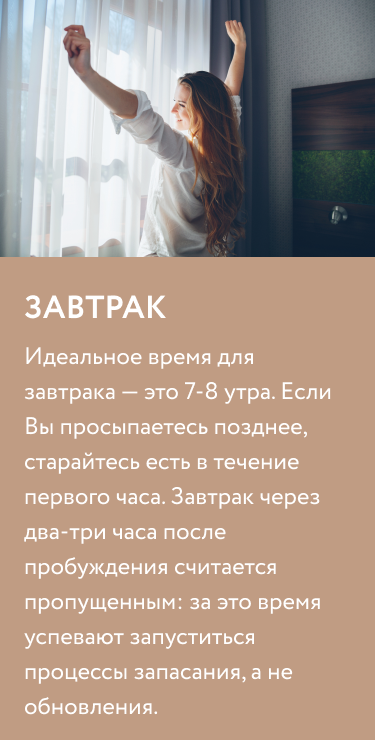 ЗАВТРАК
Идеальное время для
завтрака — это 7-8 утра. Если
Вы просыпаетесь позднее,
старайтесь есть в течение
первого часа. Завтрак через
два-три часа после
пробуждения считается
пропущенным: за это время
успевают запуститься
процессы запасания, а не
обновления.